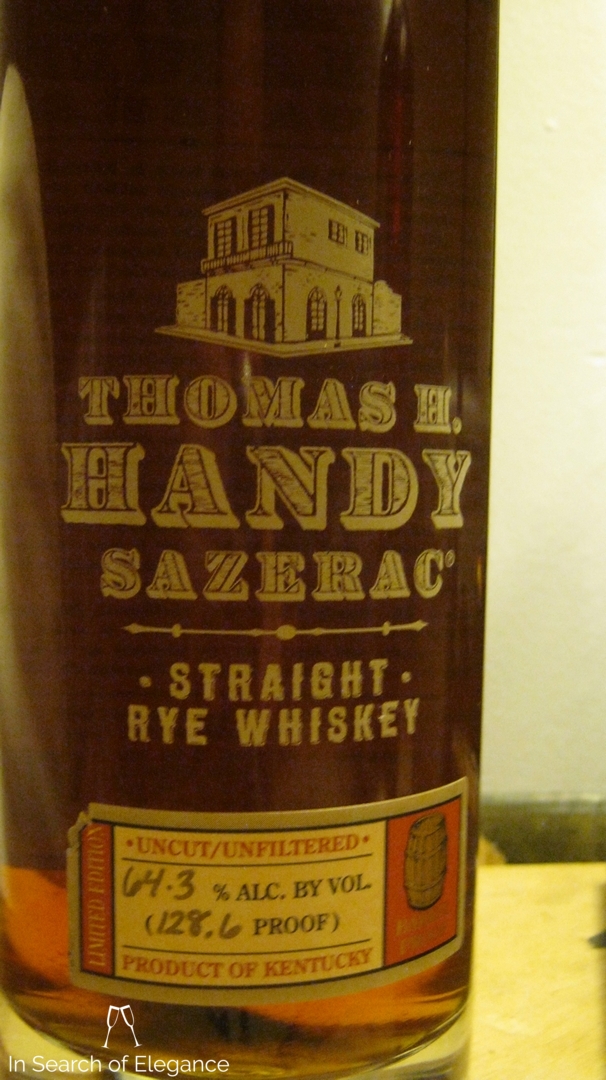 THOMAS H.
HANDY
SAZERAC®
· STRAIGHT ·
RYE WHISKEY
LIMITED EDITION
· UNCUT/UNFILTERED ·
64.3 % ALC. BY VOL.
(128.6 PROOF)
PRODUCT OF KENTUCKY
In Search of Elegance